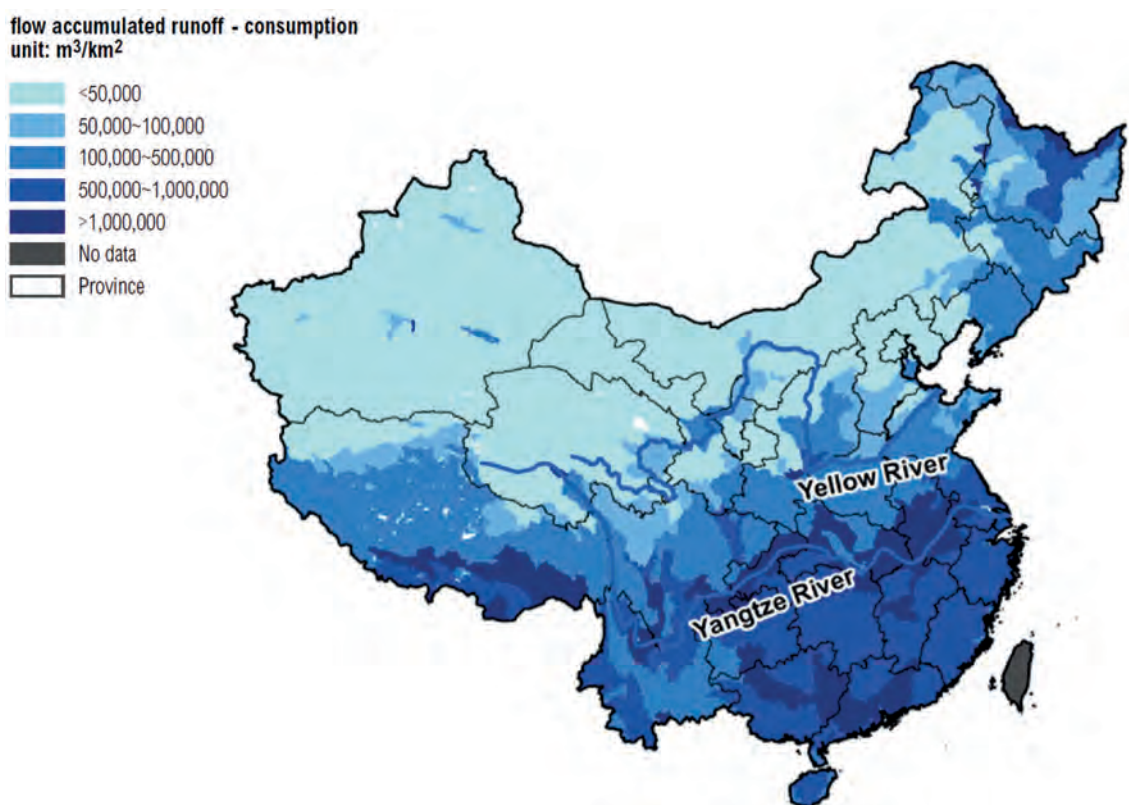 flow accumulated runoff - consumption
unit: m³/km²
<50,000
50,000~100,000
100,000~500,000
500,000~1,000,000
>1,000,000
No data
Province
Yellow River
Yangtze River